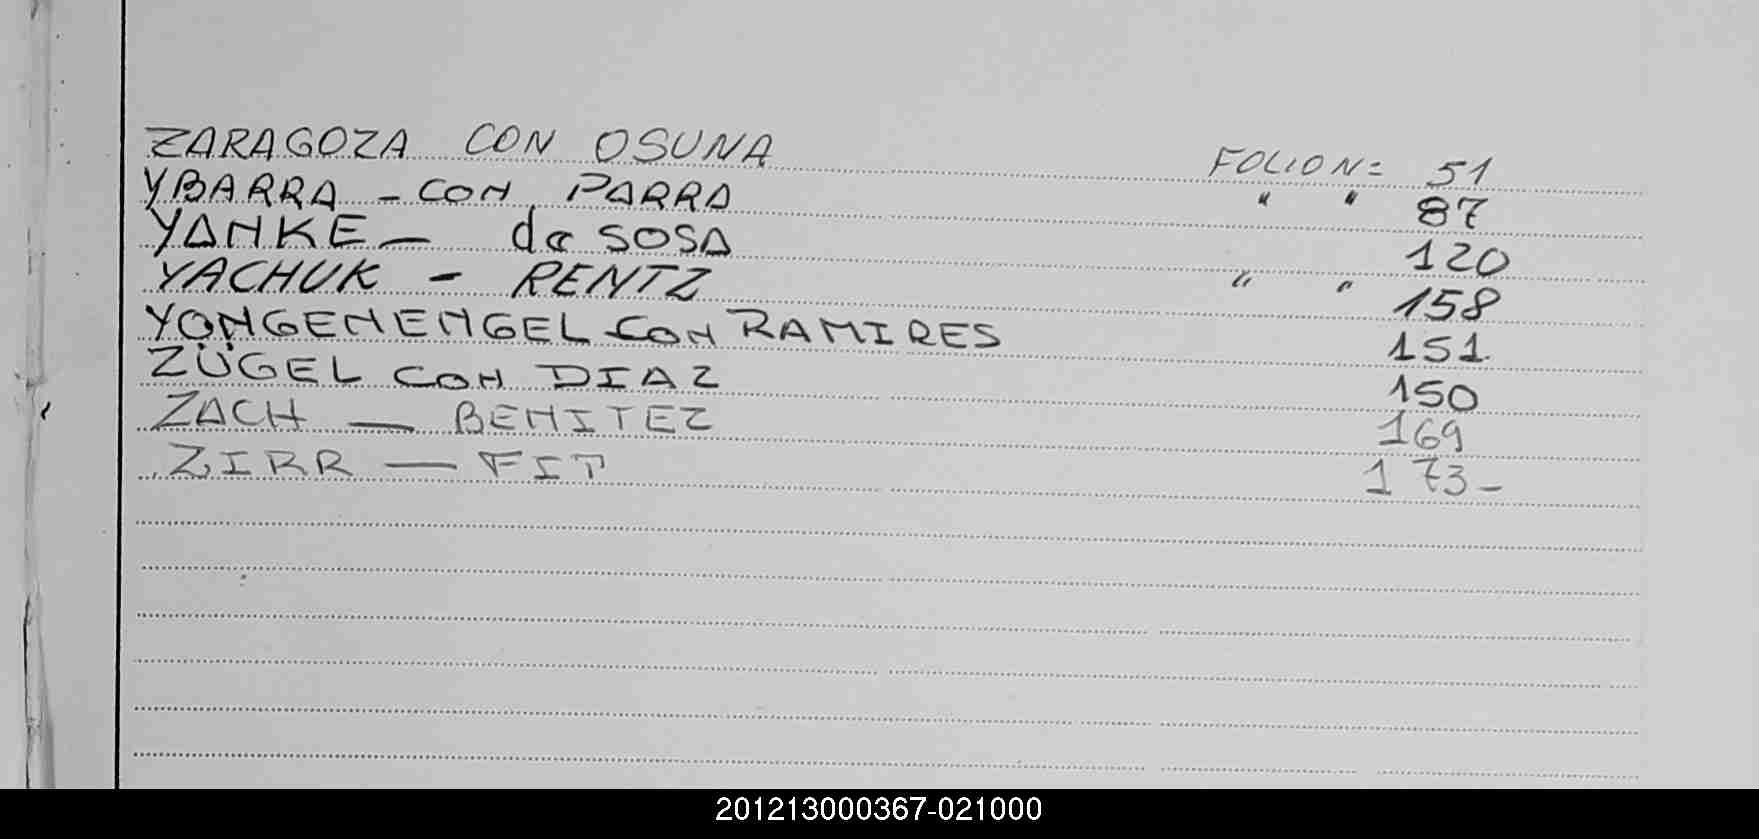 ZARAGOZA CON OSUNA FOLIO N= 51
YBARRA - CON PARRA " " 87
YANKE - da SOSA 120
YACHUK - RENTZ " " 158
YONGENENGEL CON RAMIRES 151
ZÜGEL CON DIAZ 150
ZACH — BENITEZ 169
ZIRR — FIT 173-
201213000367-021000